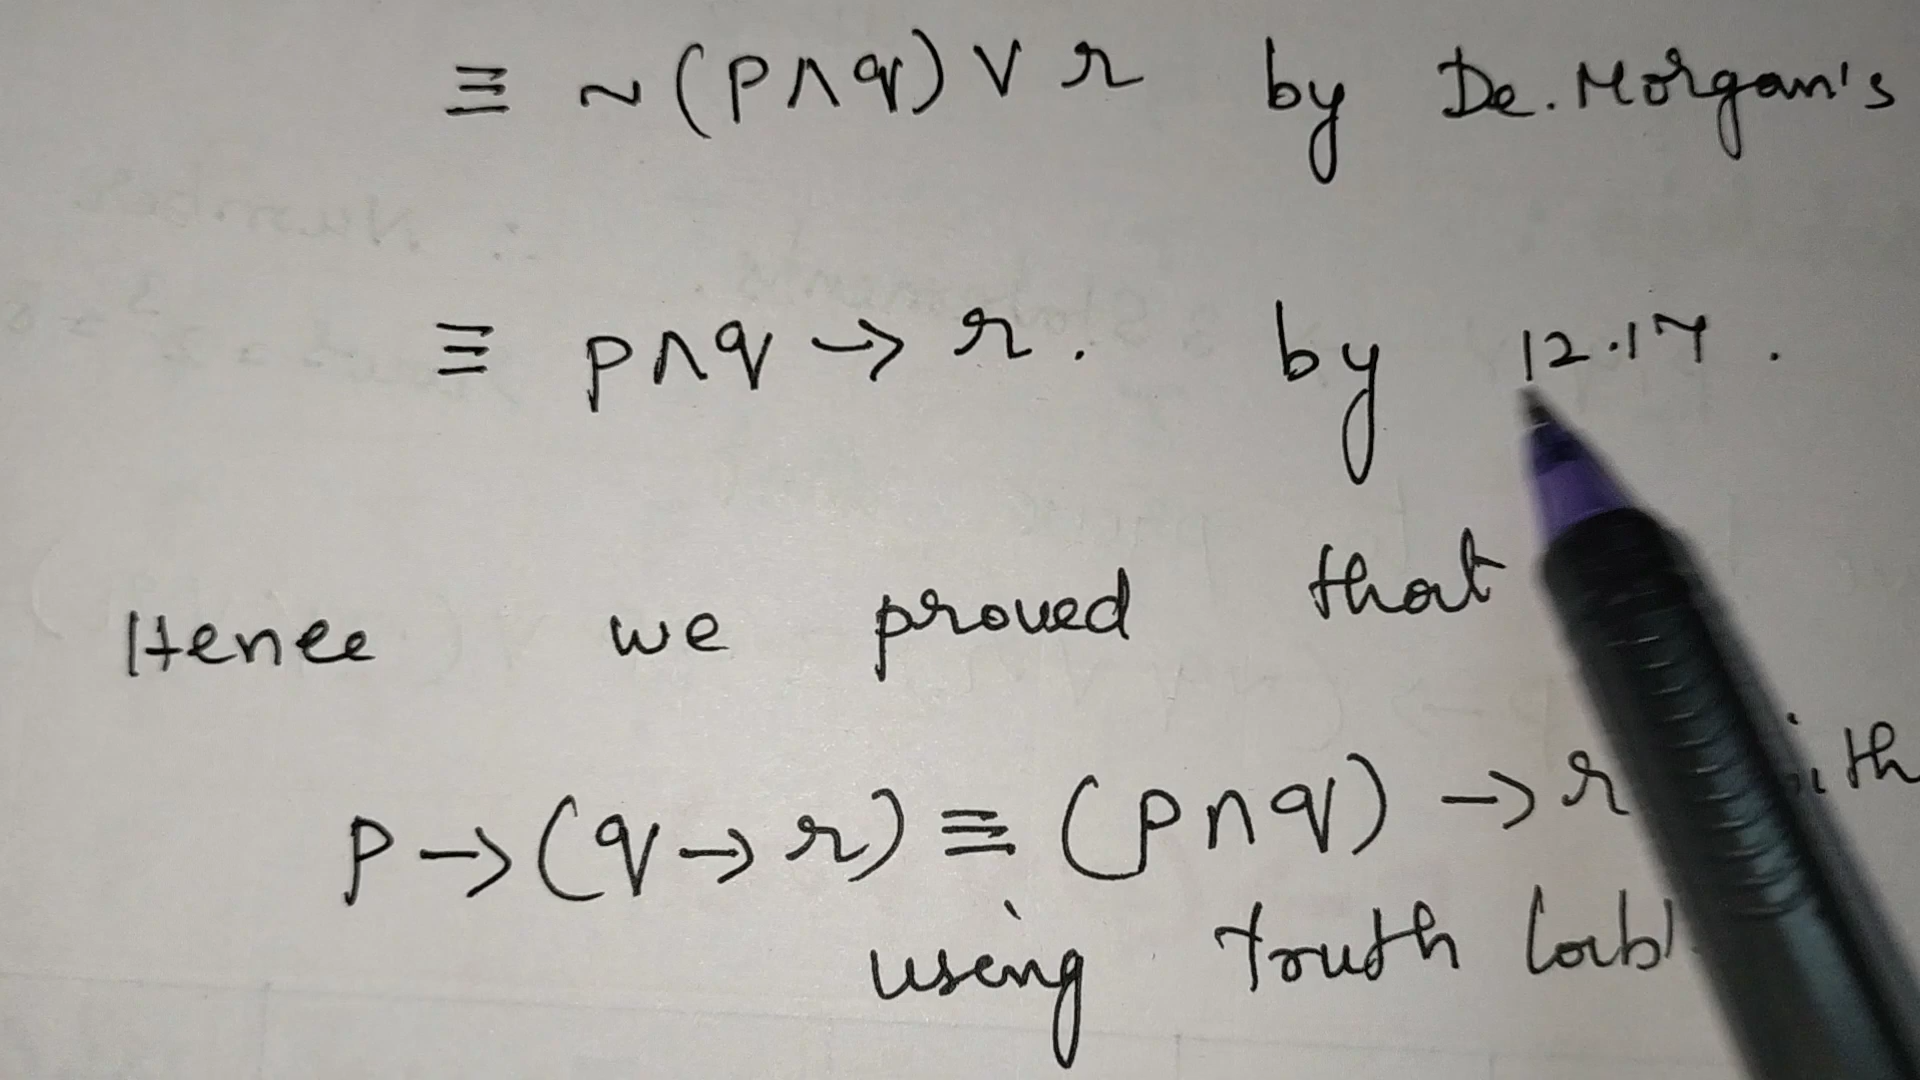 ≡ ~(p∧q)∨r by De.Morgan's
≡ p∧q → r. by 12.17.
Hence we proved that
p→(q→r)≡(p∧q)→r
using truth